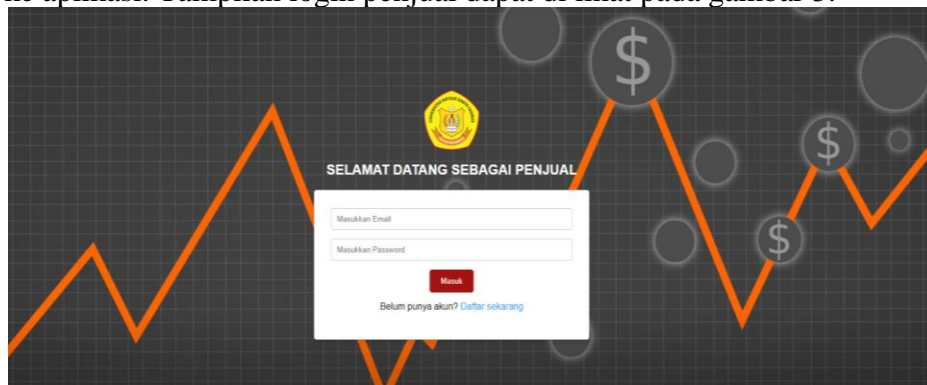 ke aplikasi. Tampilan login penjual dapat di lihat pada gambar 5.
$
$
$
SELAMAT DATANG SEBAGAI PENJUAL
Masukkan Email
Masukkan Password
Masuk
Belum punya akun? Daftar sekarang